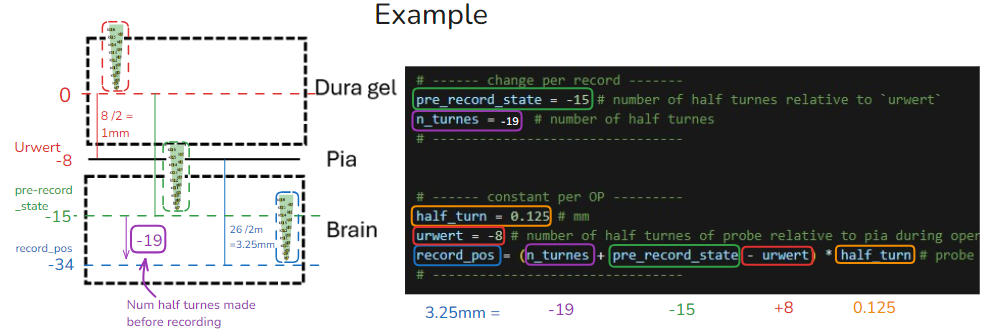 Example
Dura gel
0
8 /2 =
1mm
Urwert
-8
Pia
pre-record
_state
-15
-19
26 /2m
=3.25mm
Brain
record_pos
-34
Num half turnes made
before recording
# ------ change per record -------
pre_record_state = -15 # number of half turnes relative to `urwert`
n_turnes = -19 # number of half turnes
# ---------------------------------
# ------ constant per OP ---------
half_turn = 0.125 # mm
urwert = -8 # number of half turnes of probe relative to pia during oper
record_pos = (n_turnes + pre_record_state - urwert) * half_turn # probe
# ---------------------------------
3.25mm = -19 -15 +8 0.125